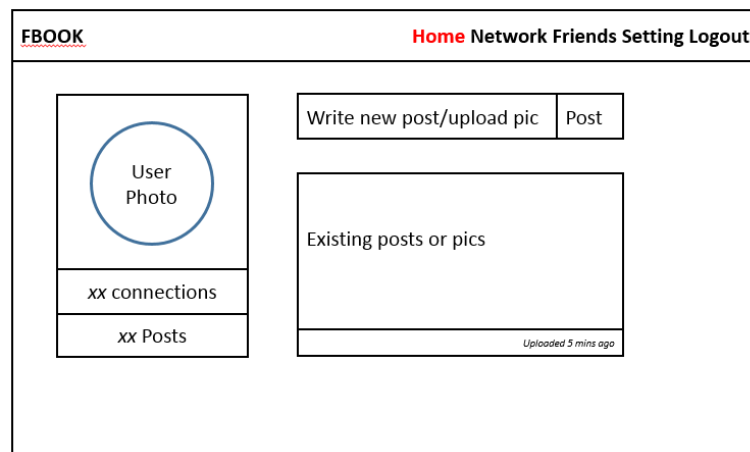 FBOOK
Home Network Friends Setting Logout
User
Photo
xx connections
xx Posts
Write new post/upload pic
Post
Existing posts or pics
Uploaded 5 mins ago